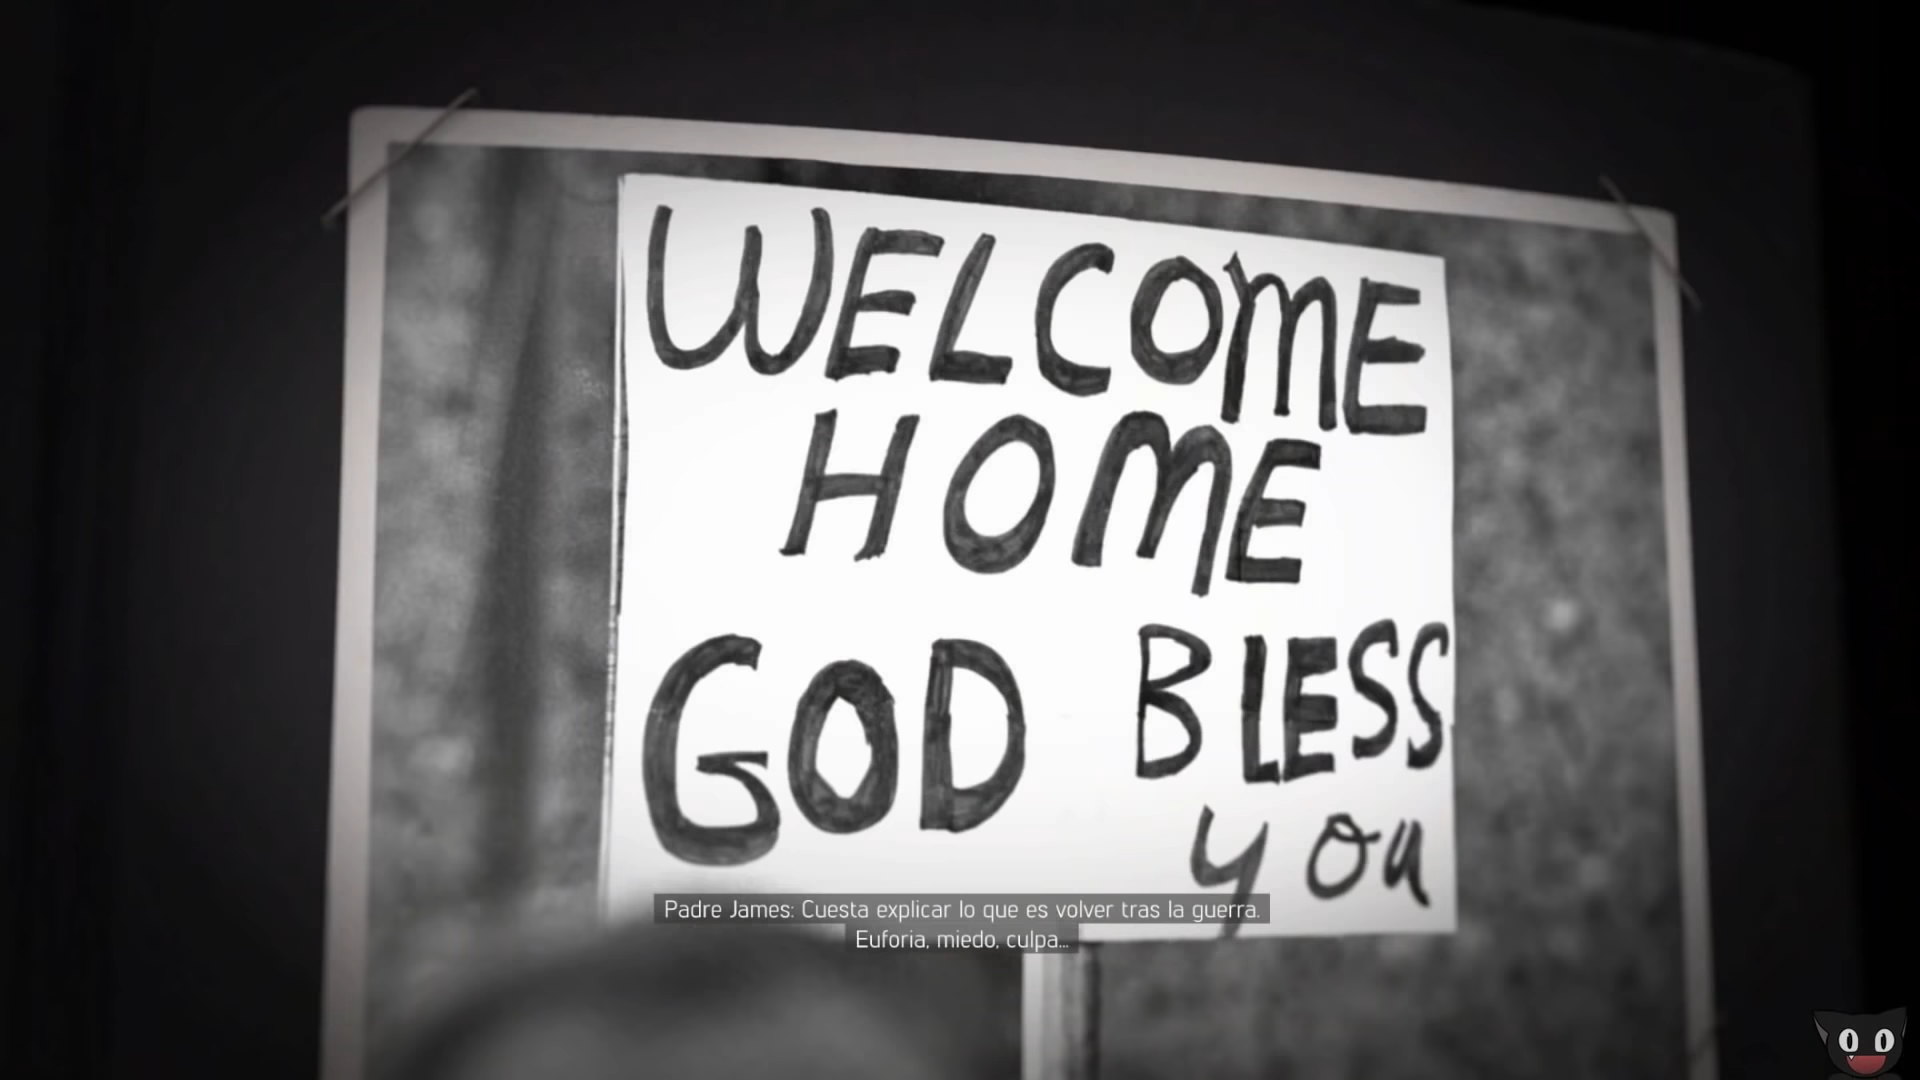 WELCOME
HOME
GOD BLESS
you
Padre James: Cuesta explicar lo que es volver tras la guerra.
Euforia, miedo, culpa...